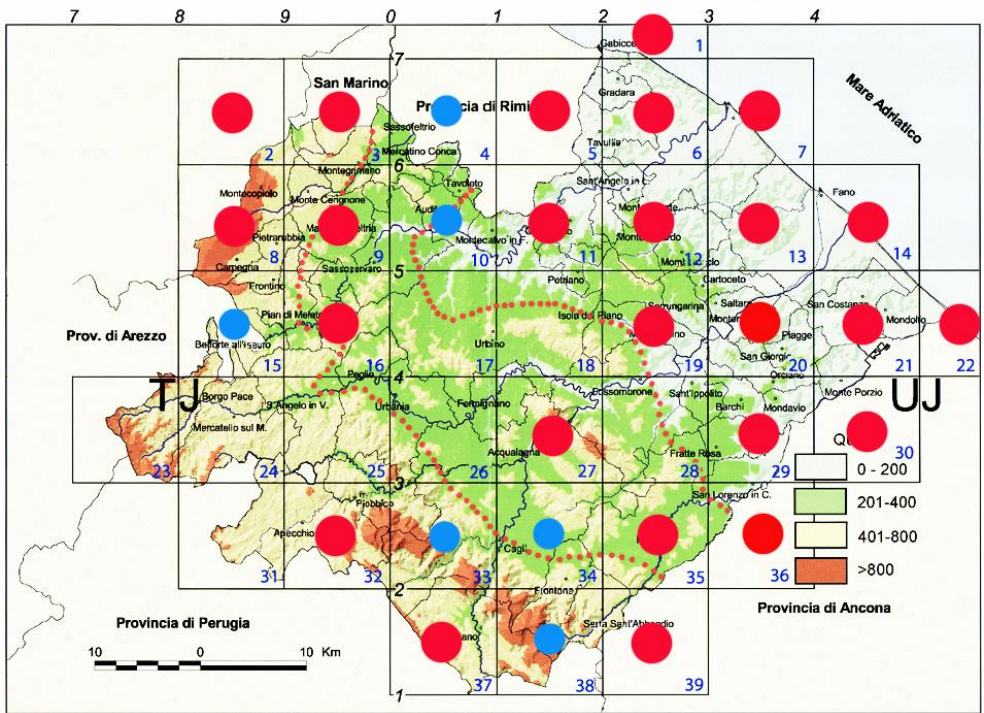 7 8 9 0 1 2 3 4
7
Gabicce
1
San Marino
Mare Adriatico
Gradara
Sassofeltrio
Tavullia
Mercatino Conca
2 3 4 5 6 7
6
Montegrimano
Montecopiolo
Tavoleto
Sant'Angelo in L.
Fano
Monte Cerignone
Pietrarubbia
Montecalvo in F.
8 9 10 11 12 13 14
5
Carpegna
Sassocorvaro
Petriano
Cartoceto
Frontino
Saltara
San Costanzo
Isola del Piano
Mondolfo
Prov. di Arezzo
Belforte all'Isauro
Urbino
Piagge
San Giorgio
15 16 17 18 19 20 21 22
4
Peglio
Orciano
TJ
UJ
Borgo Pace
S. Angelo in V.
Urbania
Fermignano
Fossombrone
Sant'Ippolito
Monte Porzio
Barchi
Mondavio
Mercatello sul M.
Acqualagna
Fratte Rosa
23 24 25 26 27 28 29 30
3
0 - 200
San Lorenzo in C.
Piobbico
201-400
Apecchio
401-800
Cagli
31 32 33 34 35 36
>800
2
Frontone
Provincia di Ancona
Provincia di Perugia
Serra Sant'Abbondio
10 0 10 Km
37 38 39
1